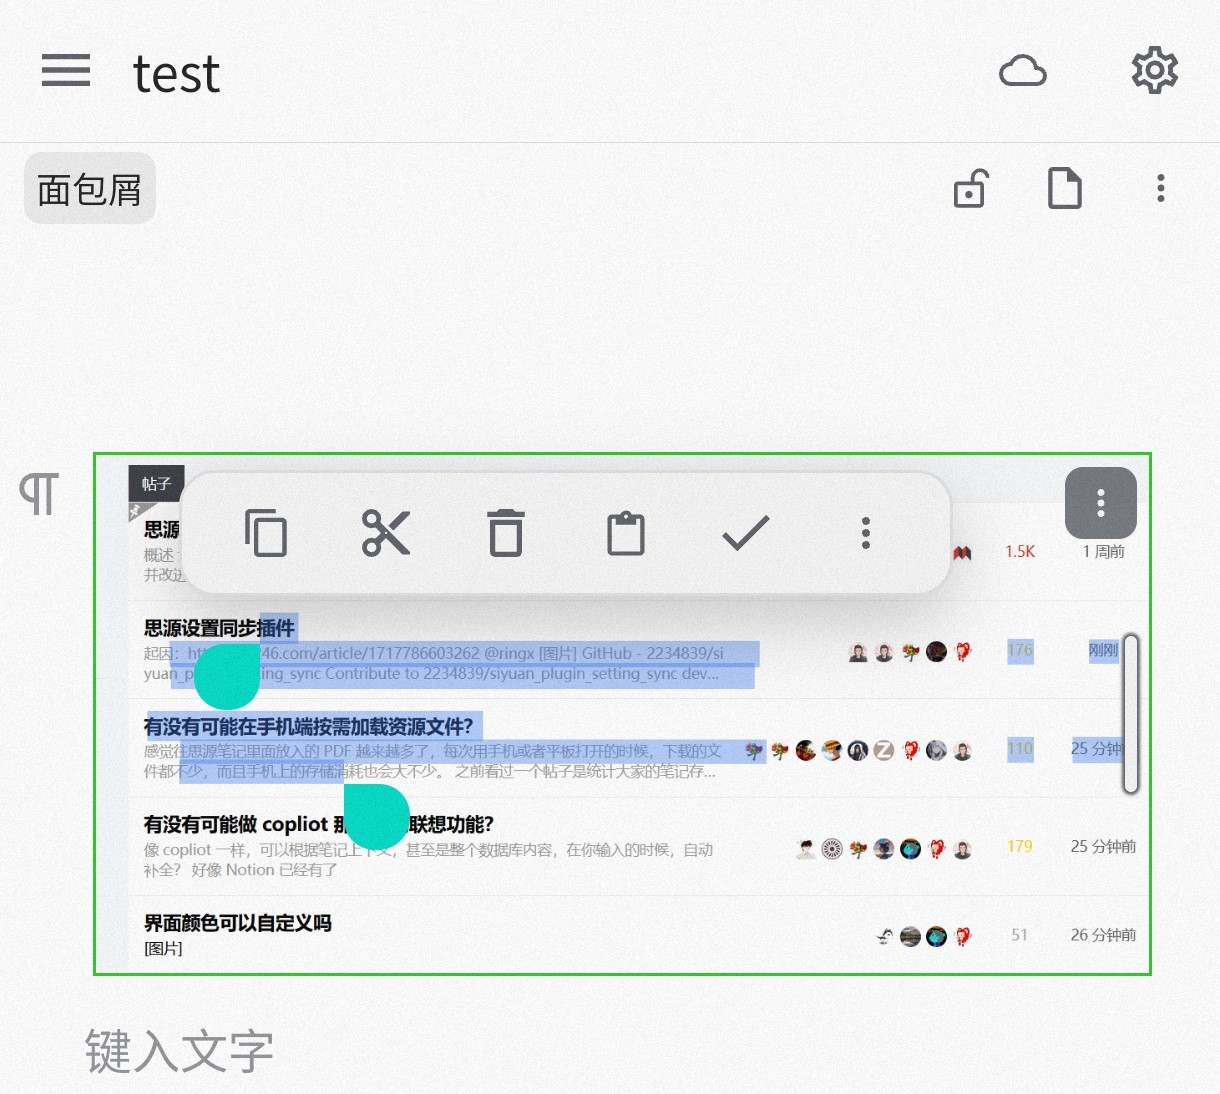 test
面包屑
帖子
思源
1.5K
1 周前
概述
并改进
思源设置同步插件
起因：
46.com/article/1717786603262 @ringx [图片] GitHub - 2234839/si
176
刚刚
ing_sync Contribute to 2234839/siyuan_plugin_setting_sync dev...
有没有可能在手机端按需加载资源文件？
感觉往思源笔记里面放入的 PDF 越来越多了，每次用手机或者平板打开的时候，下载的文
110
25 分钟
件都不少，而且手机上的存储消耗也会大不少。 之前看过一个帖子是统计大家的笔记存...
有没有可能做 copliot 那 联想功能？
像 copliot 一样，可以根据笔记上下文，甚至是整个数据库内容，在你输入的时候，自动
179
25 分钟前
补全？ 好像 Notion 已经有了
界面颜色可以自定义吗
51
26 分钟前
[图片]
键入文字